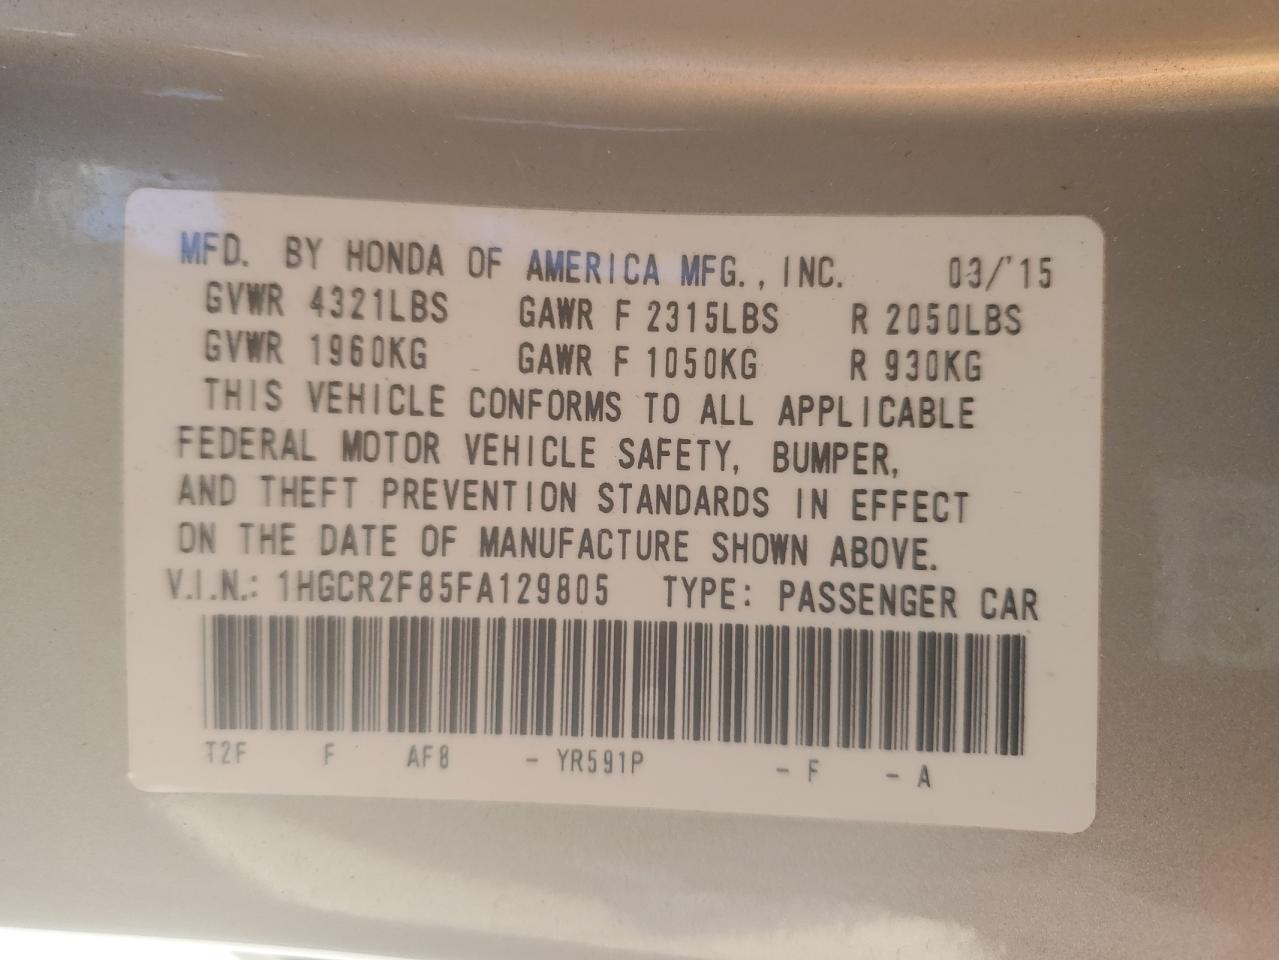 MFD. BY HONDA OF AMERICA MFG., INC. 03/'15
GVWR 4321LBS GAWR F 2315LBS R 2050LBS
GVWR 1960KG GAWR F 1050KG R 930KG
THIS VEHICLE CONFORMS TO ALL APPLICABLE
FEDERAL MOTOR VEHICLE SAFETY, BUMPER,
AND THEFT PREVENTION STANDARDS IN EFFECT
ON THE DATE OF MANUFACTURE SHOWN ABOVE.
V.I.N.: 1HGCR2F85FA129805 TYPE: PASSENGER CAR
T2F F AF8 - YR591P - F - A